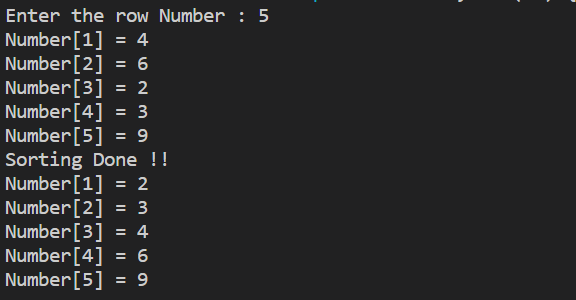 Enter the row Number : 5
Number[1] = 4
Number[2] = 6
Number[3] = 2
Number[4] = 3
Number[5] = 9
Sorting Done !!
Number[1] = 2
Number[2] = 3
Number[3] = 4
Number[4] = 6
Number[5] = 9